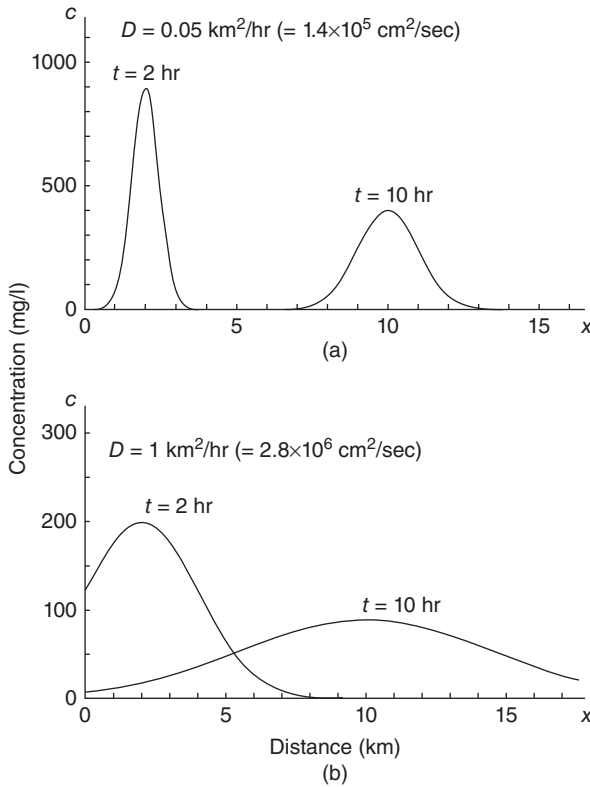 c
D = 0.05 km²/hr (= 1.4×10⁵ cm²/sec)
1000
t = 2 hr
500
t = 10 hr
0
0 5 10 15 x
(a)
Concentration (mg/l)
c
300
D = 1 km²/hr (= 2.8×10⁶ cm²/sec)
t = 2 hr
200
100
t = 10 hr
0
0 5 10 15 x
Distance (km)
(b)